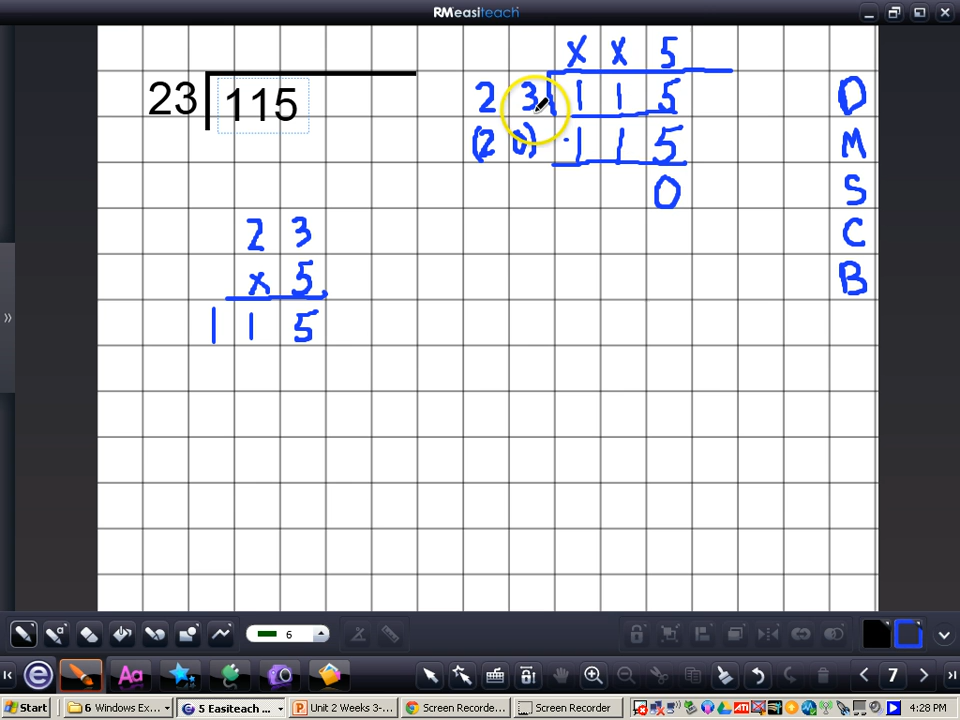 RMeasiteach
23 115
x x 5
2 3 1 1 5 D
(2 0) - 1 1 5 M
0 S
2 3 C
x 5 B
1 1 5
6
7
Start
6 Windows Ex...
5 Easiteach ...
Unit 2 Weeks 3-...
Screen Recorde...
Screen Recorder
4:28 PM